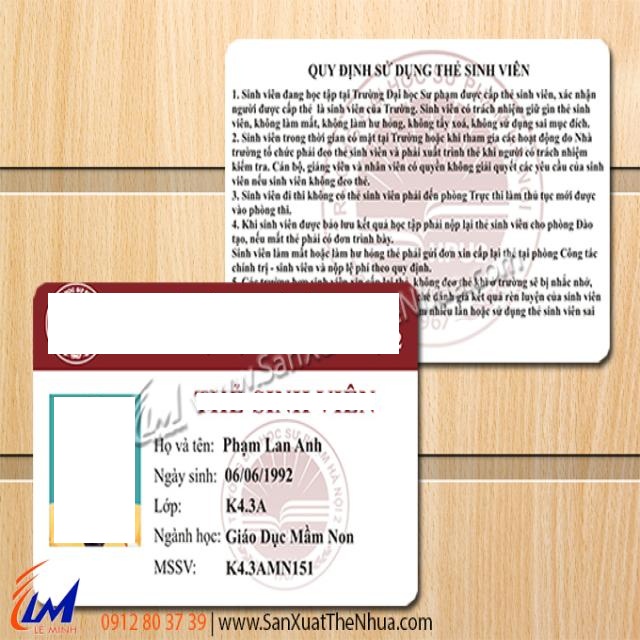 QUY ĐỊNH SỬ DỤNG THẺ SINH VIÊN
1. Sinh viên đang học tập tại Trường Đại học Sư phạm được cấp thẻ sinh viên, xác nhận
người được cấp thẻ là sinh viên của Trường. Sinh viên có trách nhiệm giữ gìn thẻ sinh
viên, không làm mất, không làm hư hỏng, không tẩy xoá, không sử dụng sai mục đích.
2. Sinh viên trong thời gian có mặt tại Trường hoặc khi tham gia các hoạt động do Nhà
trường tổ chức phải đeo thẻ sinh viên và phải xuất trình thẻ khi người có trách nhiệm
kiểm tra. Cán bộ, giảng viên và nhân viên có quyền không giải quyết các yêu cầu của sinh
viên nếu sinh viên không đeo thẻ.
3. Sinh viên đi thi không có thẻ sinh viên phải đến phòng Trực thi làm thủ tục mới được
vào phòng thi.
4. Khi sinh viên được bảo lưu kết quả học tập phải nộp lại thẻ sinh viên cho phòng Đào
tạo, nếu mất thẻ phải có đơn trình bày.
Sinh viên làm mất hoặc làm hư hỏng thẻ phải gửi đơn xin cấp lại thẻ tại phòng Công tác
chính trị - sinh viên và nộp lệ phí theo quy định.
5. Các trường hợp sinh viên xin cấp lại thẻ, không đeo thẻ khi ở trường sẽ bị nhắc nhở,
thẻ đánh giá kết quả rèn luyện của sinh viên
nhiều lần hoặc sử dụng thẻ sinh viên sai
www.SanXuatTheNhua.com
THẺ SINH VIÊN
Họ và tên: Phạm Lan Anh
Ngày sinh: 06/06/1992
Lớp: K4.3A
Ngành học: Giáo Dục Mầm Non
MSSV: K4.3AMN151
TRƯỜNG ĐẠI HỌC SƯ PHẠM HÀ NỘI 2
LM
LE MINH
0912 80 37 39 | www.SanXuatTheNhua.com